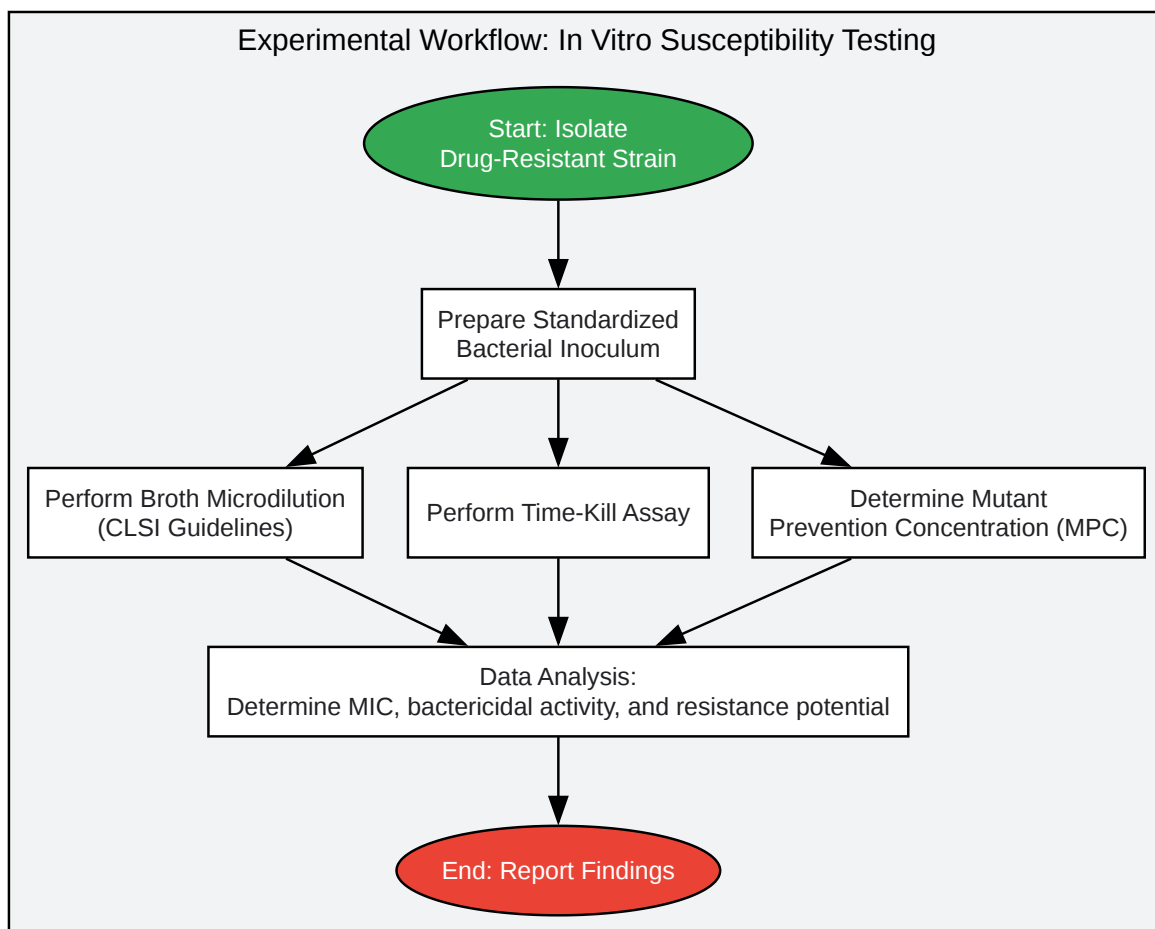 Experimental Workflow: In Vitro Susceptibility Testing
Start: Isolate
Drug-Resistant Strain
Prepare Standardized
Bacterial Inoculum
Perform Broth Microdilution
(CLSI Guidelines)
Perform Time-Kill Assay
Determine Mutant
Prevention Concentration (MPC)
Data Analysis:
Determine MIC, bactericidal activity, and resistance potential
End: Report Findings